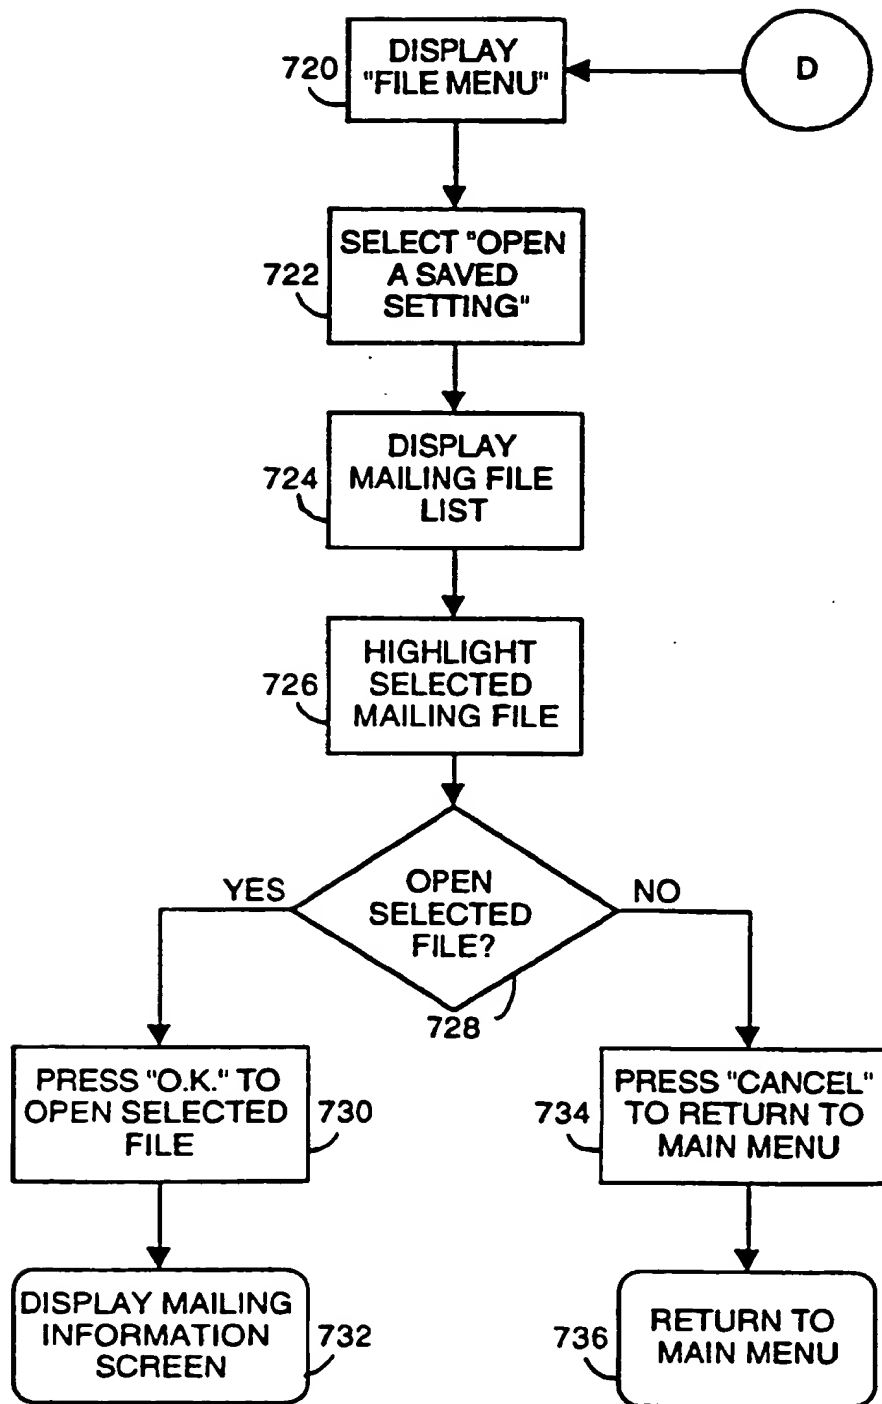 DISPLAY
"FILE MENU"
720
D
SELECT "OPEN
A SAVED
SETTING"
722
DISPLAY
MAILING FILE
LIST
724
HIGHLIGHT
SELECTED
MAILING FILE
726
OPEN
SELECTED
FILE?
YES
NO
728
PRESS "O.K." TO
OPEN SELECTED
FILE
730
PRESS "CANCEL"
TO RETURN TO
MAIN MENU
734
DISPLAY MAILING
INFORMATION
SCREEN
732
RETURN TO
MAIN MENU
736